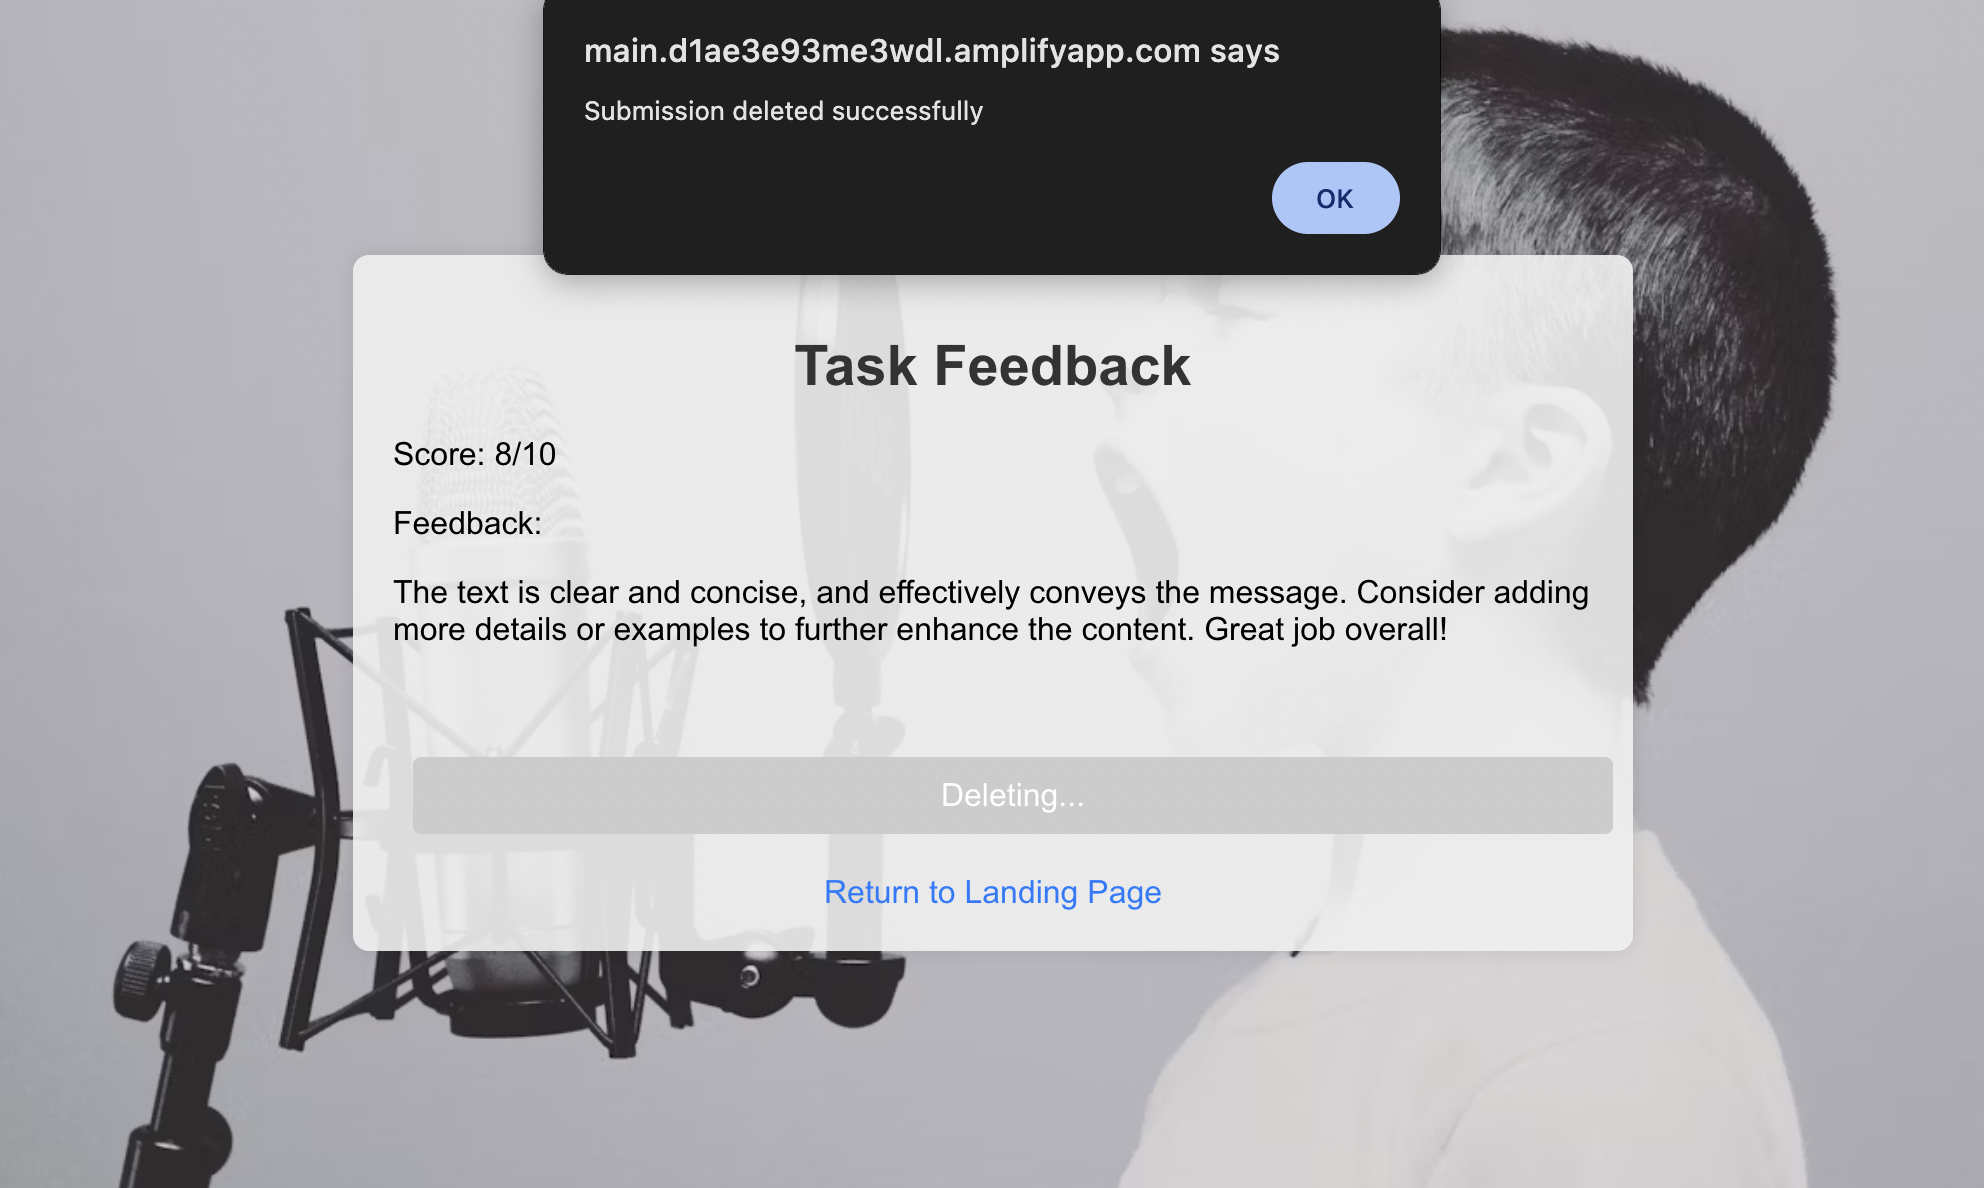 main.d1ae3e93me3wdl.amplifyapp.com says
Submission deleted successfully
OK
Task Feedback
Score: 8/10
Feedback:
The text is clear and concise, and effectively conveys the message. Consider adding
more details or examples to further enhance the content. Great job overall!
Deleting...
Return to Landing Page